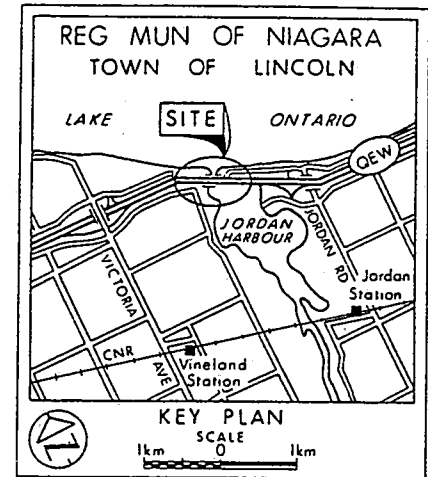 REG MUN OF NIAGARA
TOWN OF LINCOLN
LAKE
SITE
ONTARIO
QEW
JORDAN
HARBOUR
JORDAN RD
Jordan
Station
VICTORIA
AVE
CNR
Vineland
Station
N
KEY PLAN
SCALE
1km 0 1km